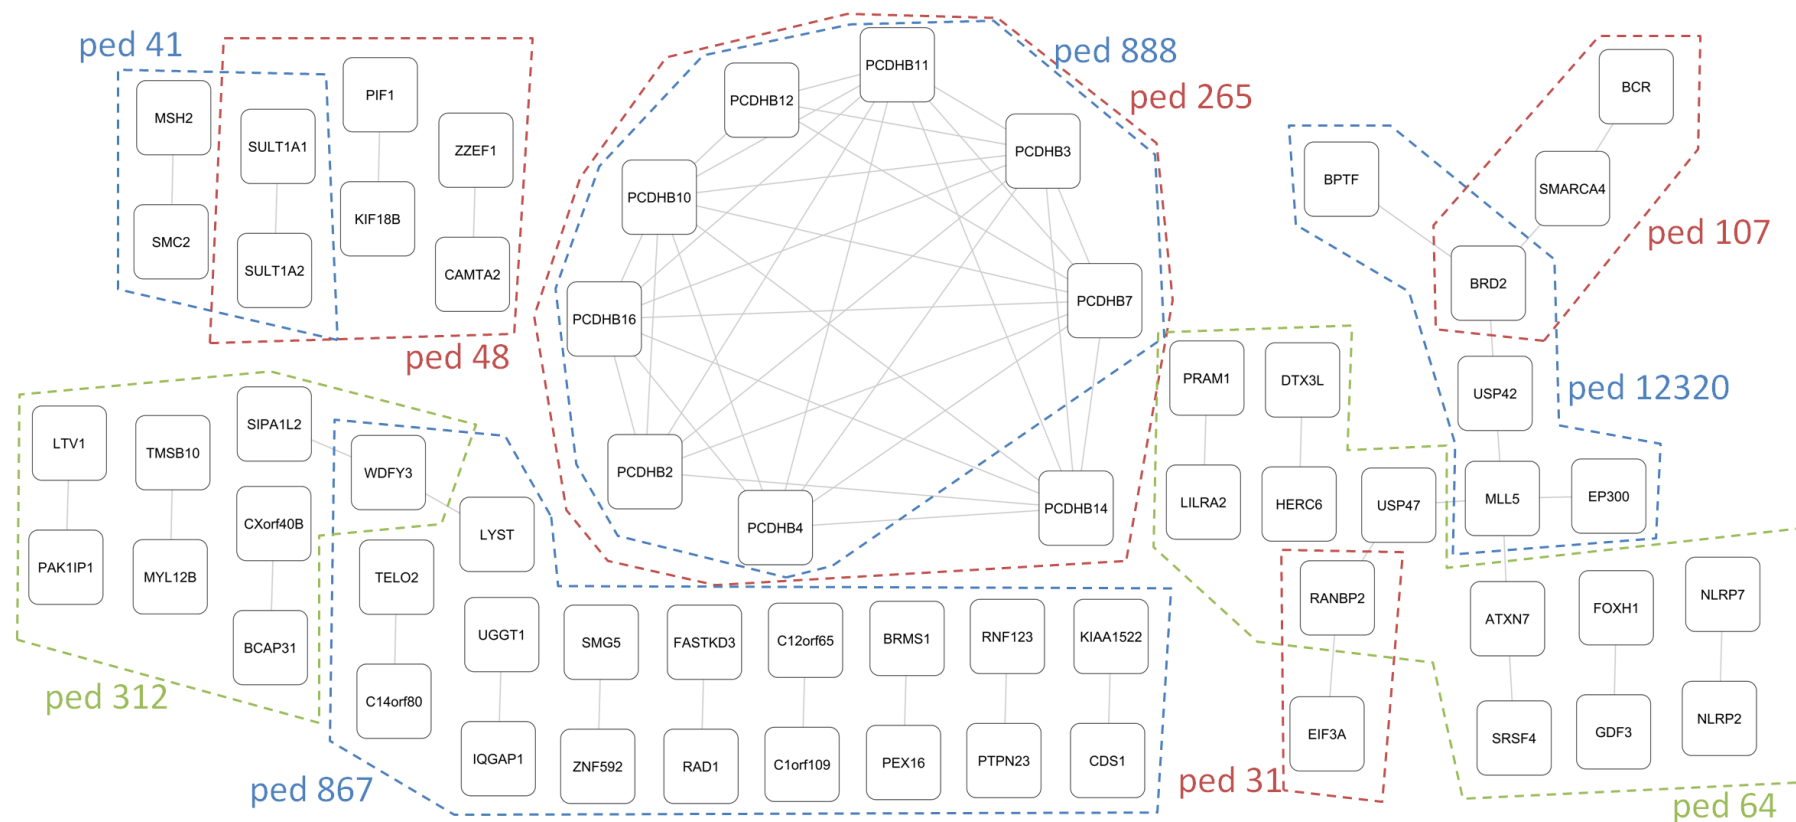 ped 41
MSH2
SMC2
SULT1A1
SULT1A2
PIF1
KIF18B
ZZEF1
CAMTA2
ped 48
ped 888
ped 265
PCDHB11
PCDHB12
PCDHB3
PCDHB10
PCDHB7
PCDHB16
PCDHB2
PCDHB4
PCDHB14
BCR
BPTF
SMARCA4
ped 107
BRD2
USP42
ped 12320
MLL5
EP300
USP47
PRAM1
DTX3L
LILRA2
HERC6
RANBP2
EIF3A
ped 31
ATXN7
SRSF4
FOXH1
GDF3
NLRP7
NLRP2
ped 64
LTV1
PAK1IP1
TMSB10
MYL12B
SIPA1L2
CXorf40B
BCAP31
ped 312
WDFY3
LYST
TELO2
C14orf80
UGGT1
IQGAP1
SMG5
ZNF592
FASTKD3
RAD1
C12orf65
C1orf109
BRMS1
PEX16
RNF123
PTPN23
KIAA1522
CDS1
ped 867